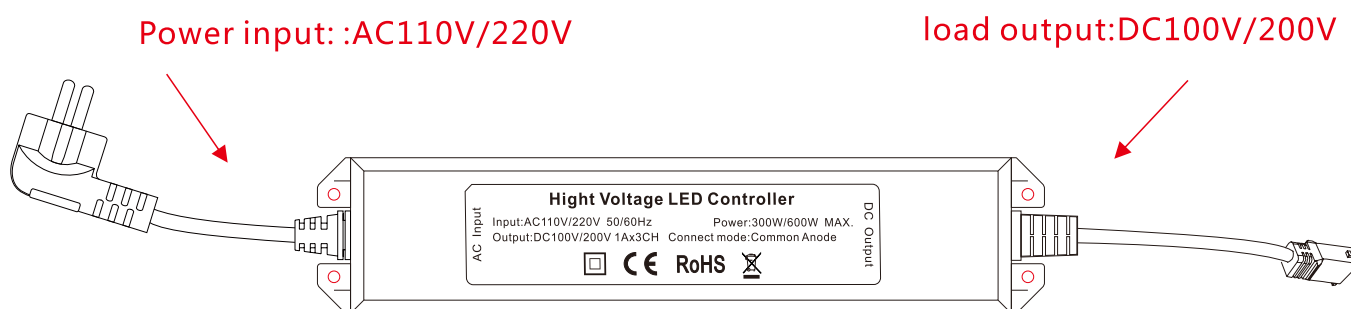 Power input: :AC110V/220V
load output:DC100V/200V
Hight Voltage LED Controller
AC Input
Input:AC110V/220V 50/60Hz Power:300W/600W MAX.
Output:DC100V/200V 1Ax3CH Connect mode:Common Anode
DC Output
CE RoHS